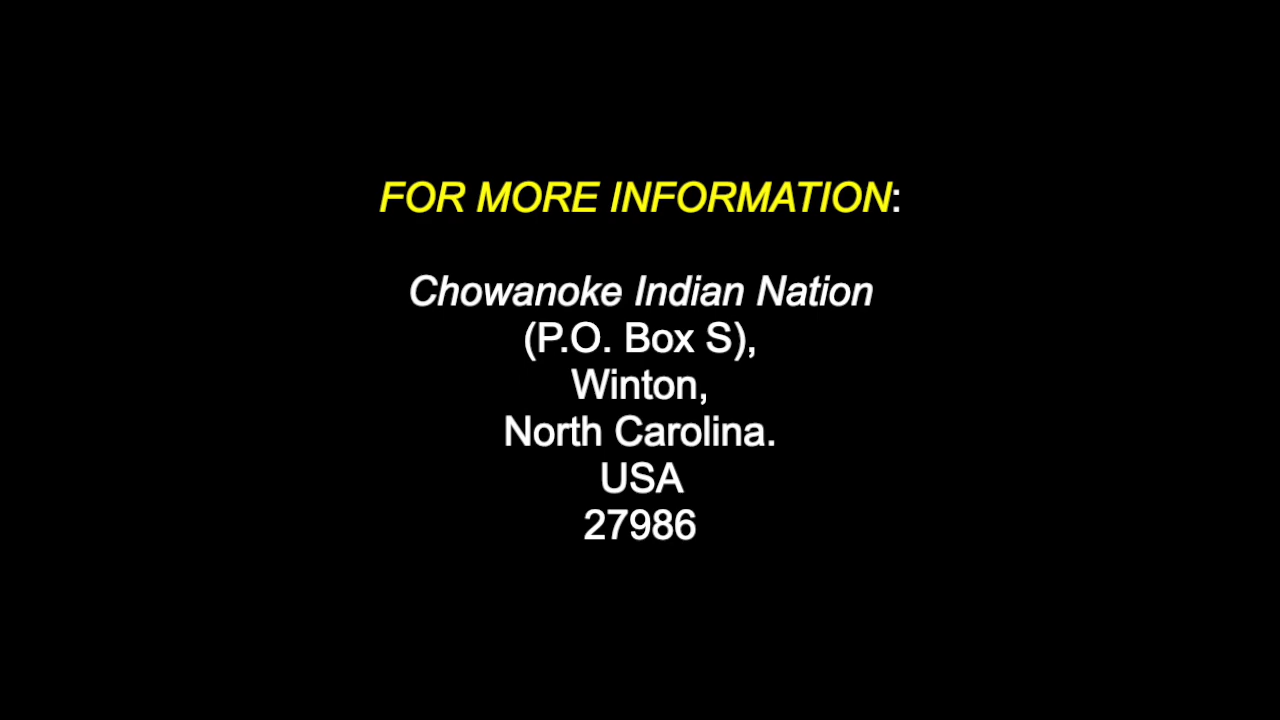 FOR MORE INFORMATION:
Chowanoke Indian Nation
(P.O. Box S),
Winton,
North Carolina.
USA
27986